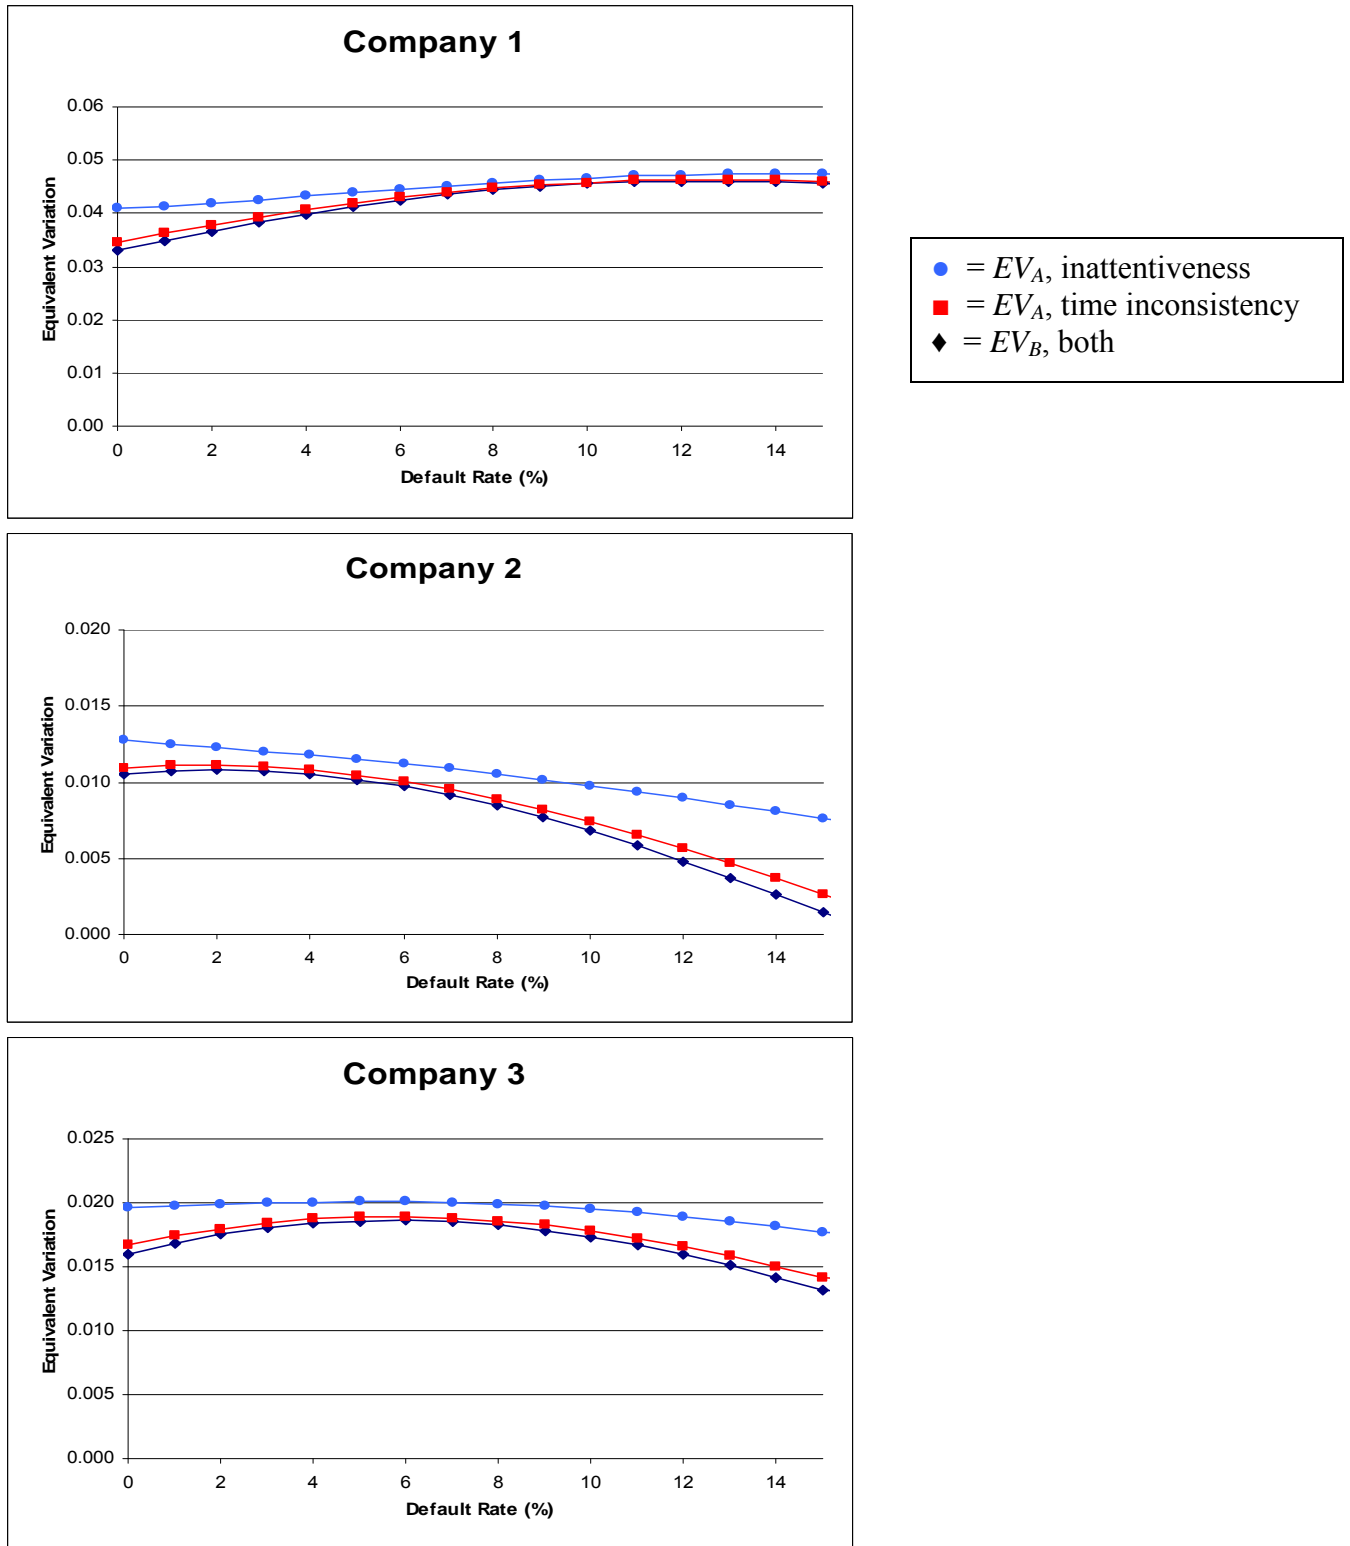 Company 1
0.06
0.05
0.04
0.03
0.02
0.01
0.00
Equivalent Variation
0 2 4 6 8 10 12 14
Default Rate (%)
= EV_A, inattentiveness
= EV_A, time inconsistency
= EV_B, both
Company 2
0.020
0.015
0.010
0.005
0.000
Equivalent Variation
0 2 4 6 8 10 12 14
Default Rate (%)
Company 3
0.025
0.020
0.015
0.010
0.005
0.000
Equivalent Variation
0 2 4 6 8 10 12 14
Default Rate (%)